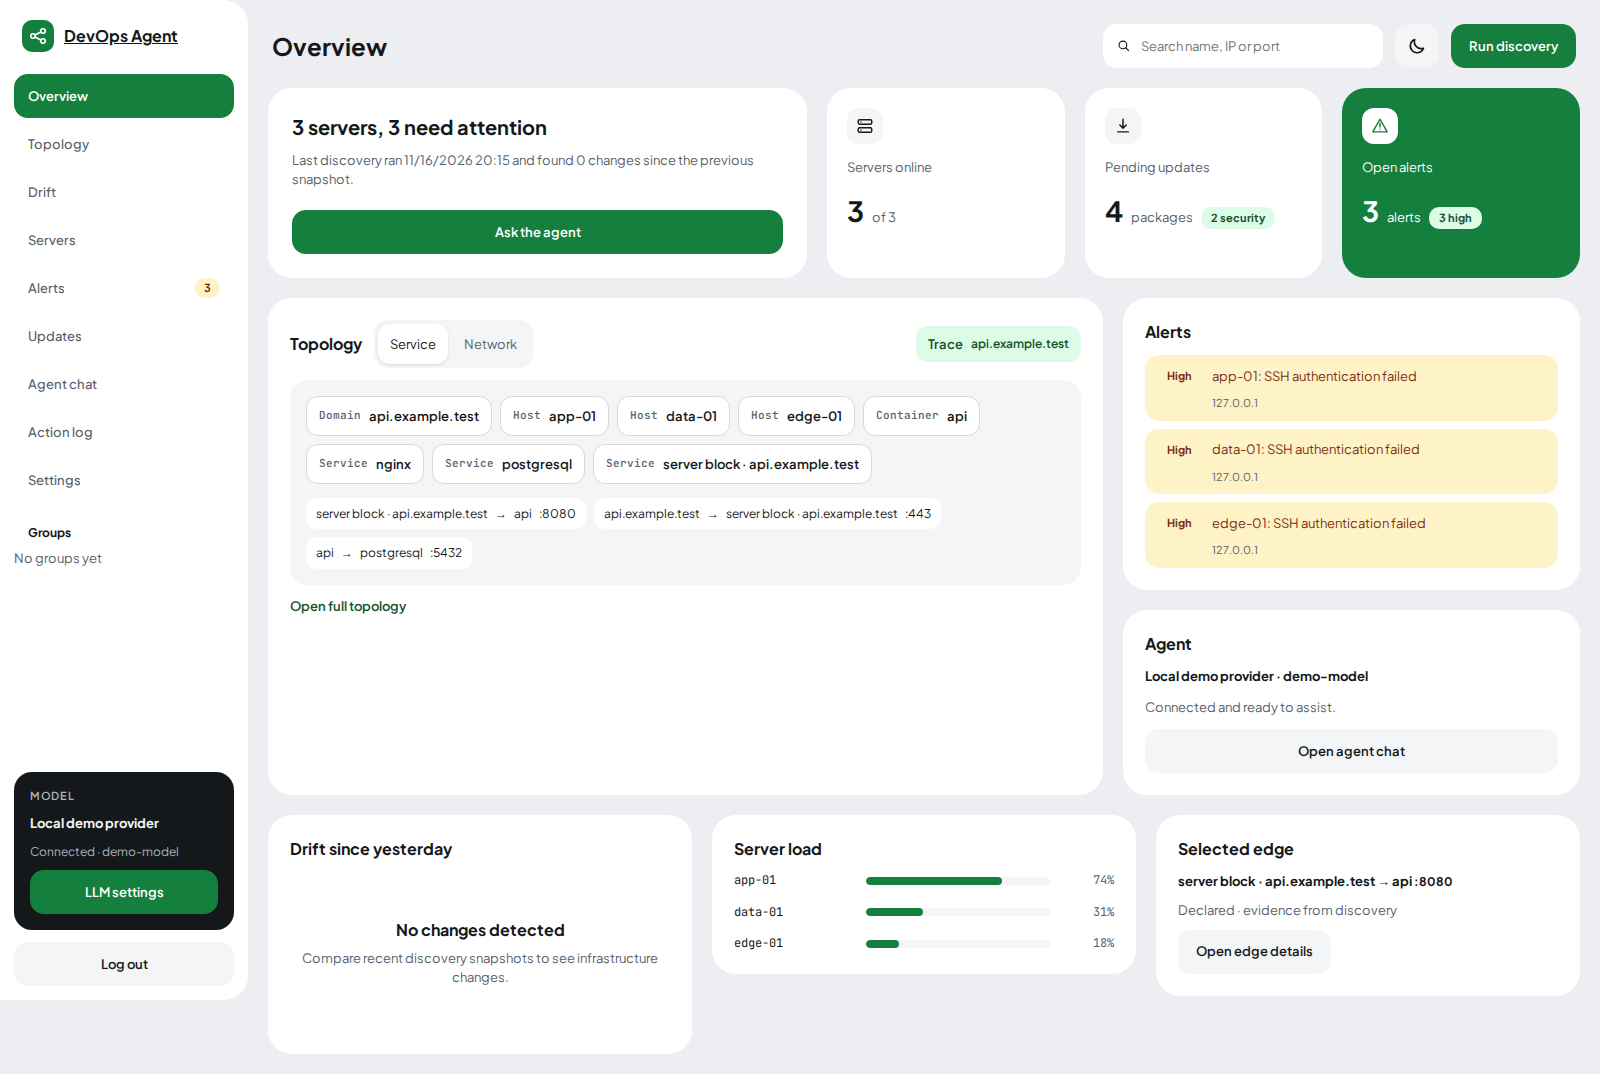 DevOps Agent
Overview
Topology
Drift
Servers
Alerts 3
Updates
Agent chat
Action log
Settings
Groups
No groups yet
MODEL
Local demo provider
Connected · demo-model
LLM settings
Log out
Overview
Search name, IP or port
Run discovery
3 servers, 3 need attention
Last discovery ran 11/16/2026 20:15 and found 0 changes since the previous
snapshot.
Ask the agent
Servers online
3 of 3
Pending updates
4 packages 2 security
Open alerts
3 alerts 3 high
Topology Service Network Trace api.example.test
Domain api.example.test Host app-01 Host data-01 Host edge-01 Container api
Service nginx Service postgresql Service server block · api.example.test
server block · api.example.test → api :8080 api.example.test → server block · api.example.test :443
api → postgresql :5432
Open full topology
Alerts
High app-01: SSH authentication failed
127.0.0.1
High data-01: SSH authentication failed
127.0.0.1
High edge-01: SSH authentication failed
127.0.0.1
Agent
Local demo provider · demo-model
Connected and ready to assist.
Open agent chat
Drift since yesterday
No changes detected
Compare recent discovery snapshots to see infrastructure
changes.
Server load
app-01 74%
data-01 31%
edge-01 18%
Selected edge
server block · api.example.test → api :8080
Declared · evidence from discovery
Open edge details